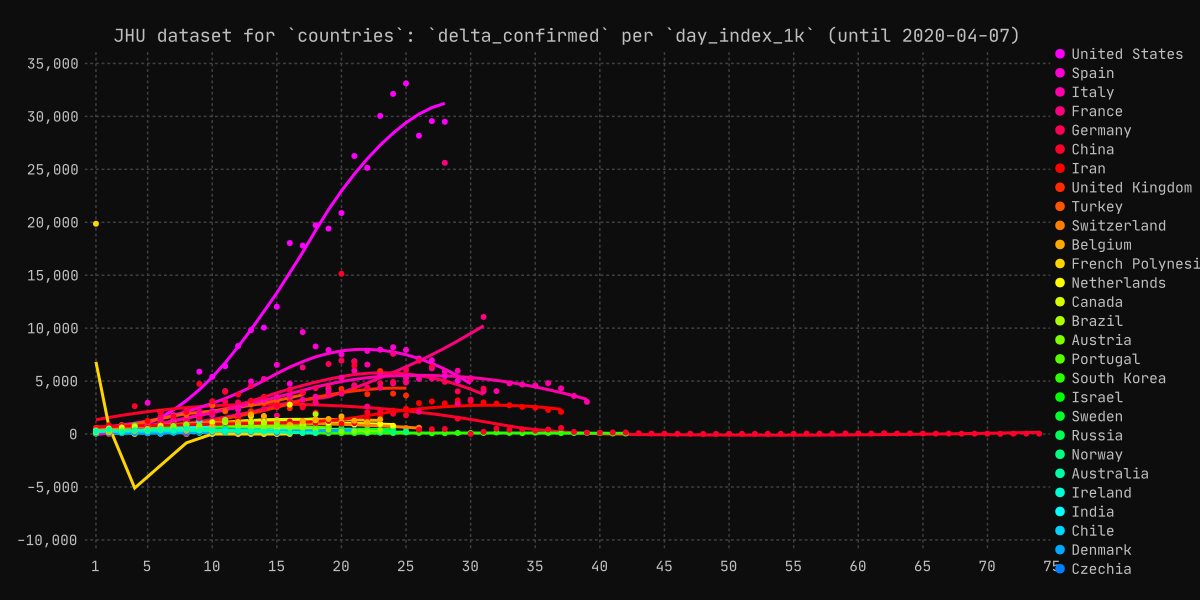 JHU dataset for `countries`: `delta_confirmed` per `day_index_1k` (until 2020-04-07)
35,000
30,000
25,000
20,000
15,000
10,000
5,000
0
-5,000
-10,000
1 5 10 15 20 25 30 35 40 45 50 55 60 65 70 75
United States
Spain
Italy
France
Germany
China
Iran
United Kingdom
Turkey
Switzerland
Belgium
French Polynesi
Netherlands
Canada
Brazil
Austria
Portugal
South Korea
Israel
Sweden
Russia
Norway
Australia
Ireland
India
Chile
Denmark
Czechia